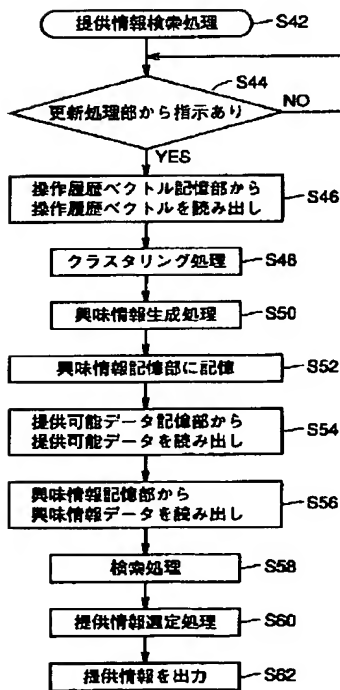 提供情報検索処理 S42
S44
更新処理部から指示あり NO
YES
操作履歴ベクトル記憶部から
操作履歴ベクトルを読み出し S46
クラスタリング処理 S48
興味情報生成処理 S50
興味情報記憶部に記憶 S52
提供可能データ記憶部から
提供可能データを読み出し S54
興味情報記憶部から
興味情報データを読み出し S56
検索処理 S58
提供情報選定処理 S60
提供情報を出力 S62